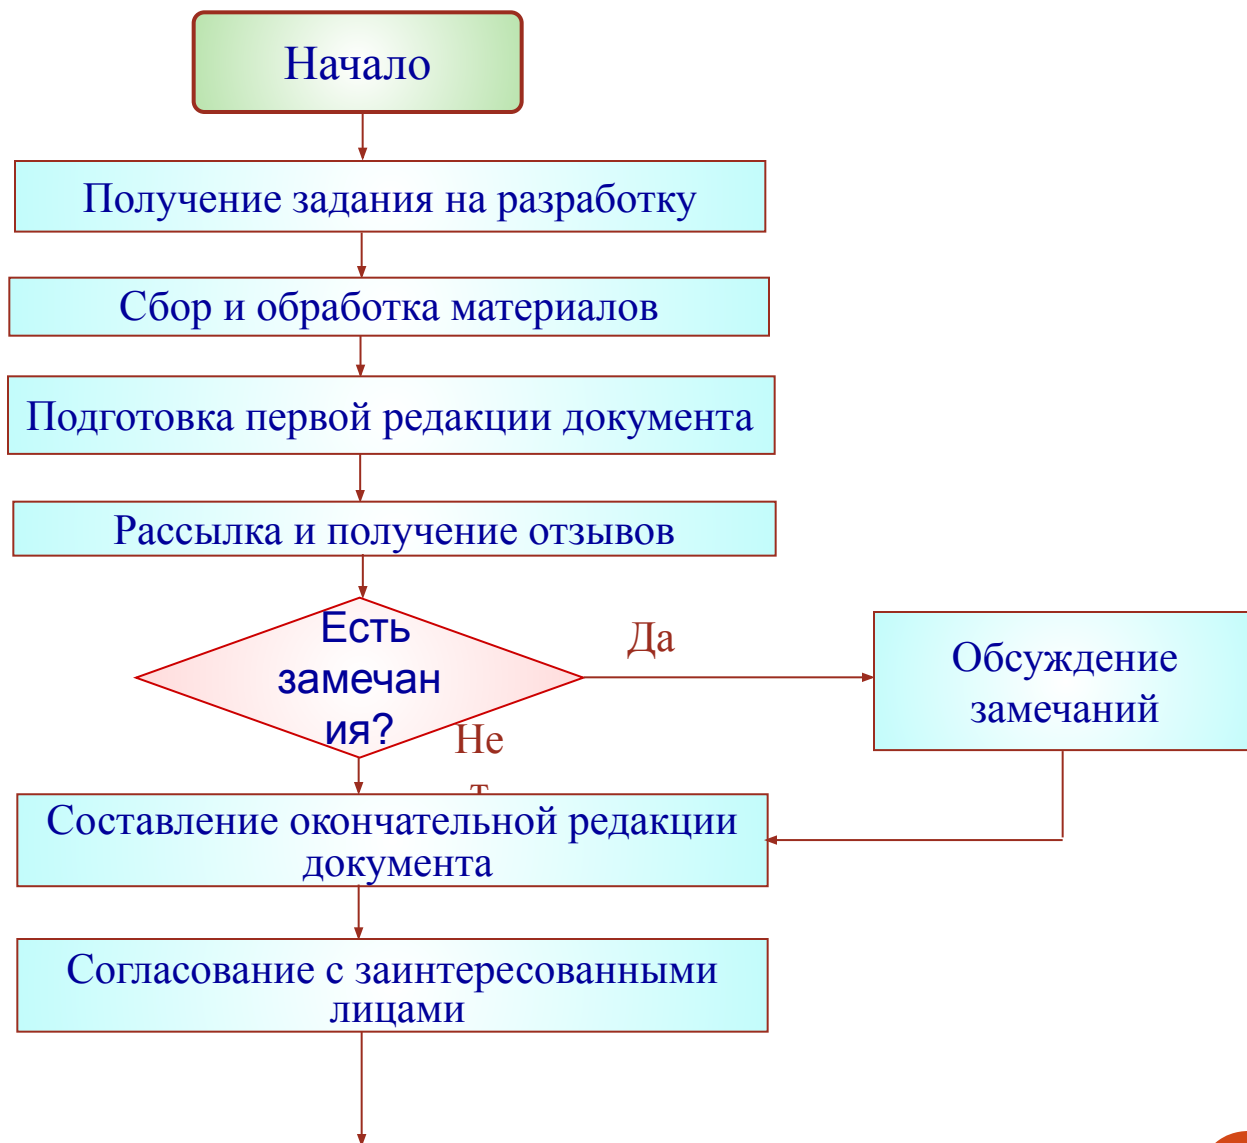 Начало
Получение задания на разработку
Сбор и обработка материалов
Подготовка первой редакции документа
Рассылка и получение отзывов
Есть
замечан
ия?
Да
Обсуждение
замечаний
Не
т
Составление окончательной редакции
документа
Согласование с заинтересованными
лицами